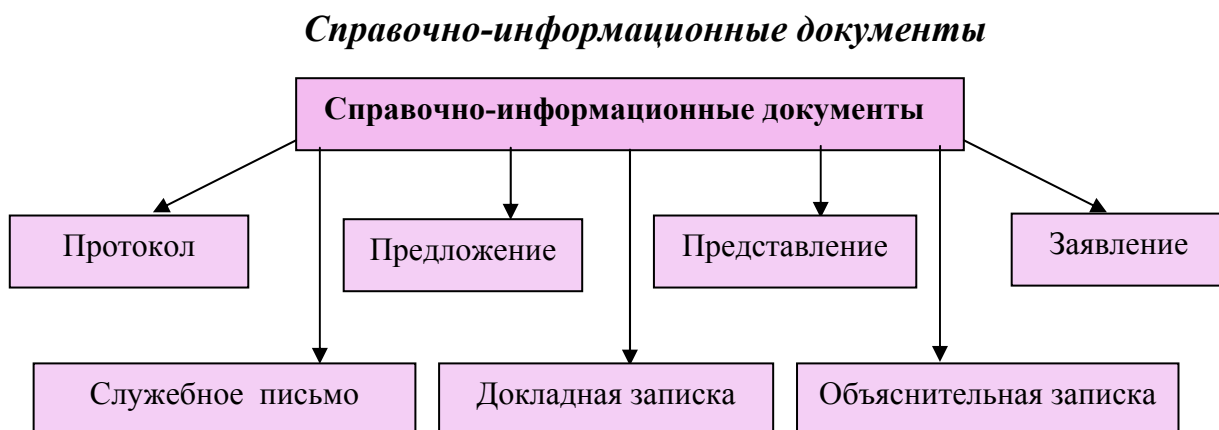 Справочно-информационные документы
Справочно-информационные документы
Протокол
Предложение
Представление
Заявление
Служебное письмо
Докладная записка
Объяснительная записка